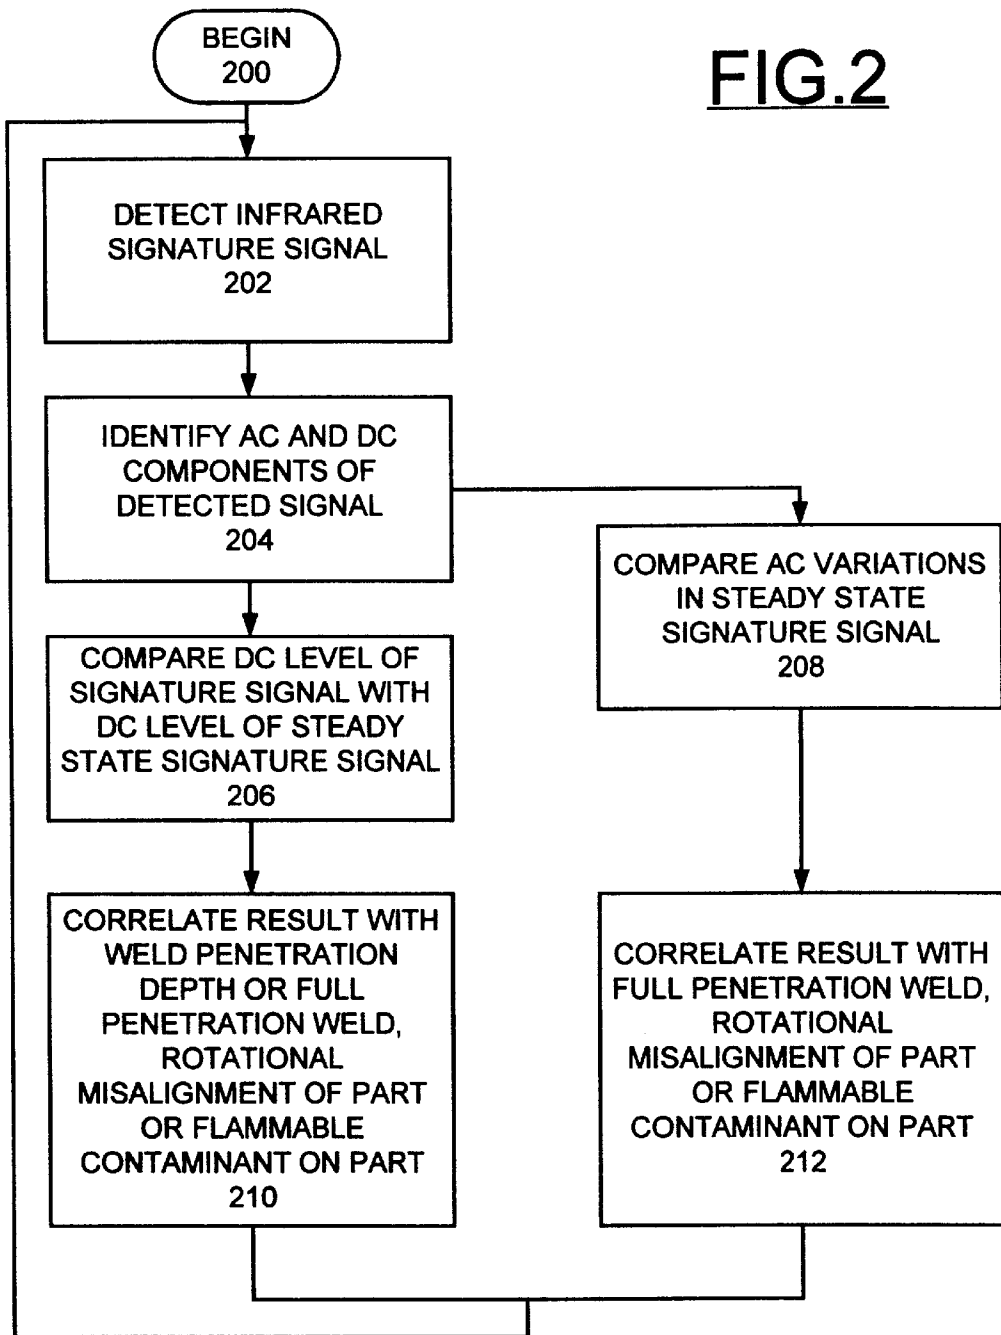 BEGIN
200
FIG.2
DETECT INFRARED
SIGNATURE SIGNAL
202
IDENTIFY AC AND DC
COMPONENTS OF
DETECTED SIGNAL
204
COMPARE DC LEVEL OF
SIGNATURE SIGNAL WITH
DC LEVEL OF STEADY
STATE SIGNATURE SIGNAL
206
COMPARE AC VARIATIONS
IN STEADY STATE
SIGNATURE SIGNAL
208
CORRELATE RESULT WITH
WELD PENETRATION
DEPTH OR FULL
PENETRATION WELD,
ROTATIONAL
MISALIGNMENT OF PART
OR FLAMMABLE
CONTAMINANT ON PART
210
CORRELATE RESULT WITH
FULL PENETRATION WELD,
ROTATIONAL
MISALIGNMENT OF PART
OR FLAMMABLE
CONTAMINANT ON PART
212